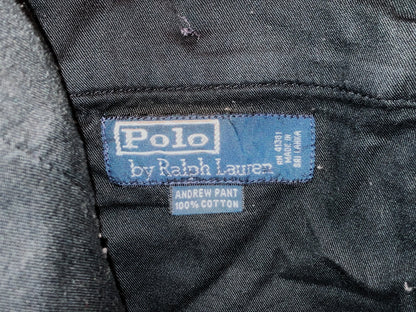 Polo
by Ralph Lauren
RN 41381
MADE IN
SRI LANKA
ANDREW PANT
100% COTTON